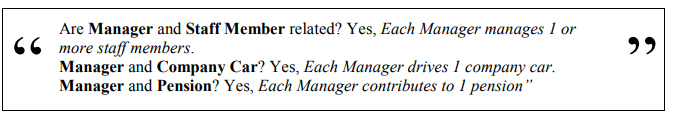 “ Are Manager and Staff Member related? Yes, Each Manager manages 1 or ”
more staff members.
Manager and Company Car? Yes, Each Manager drives 1 company car.
Manager and Pension? Yes, Each Manager contributes to 1 pension”